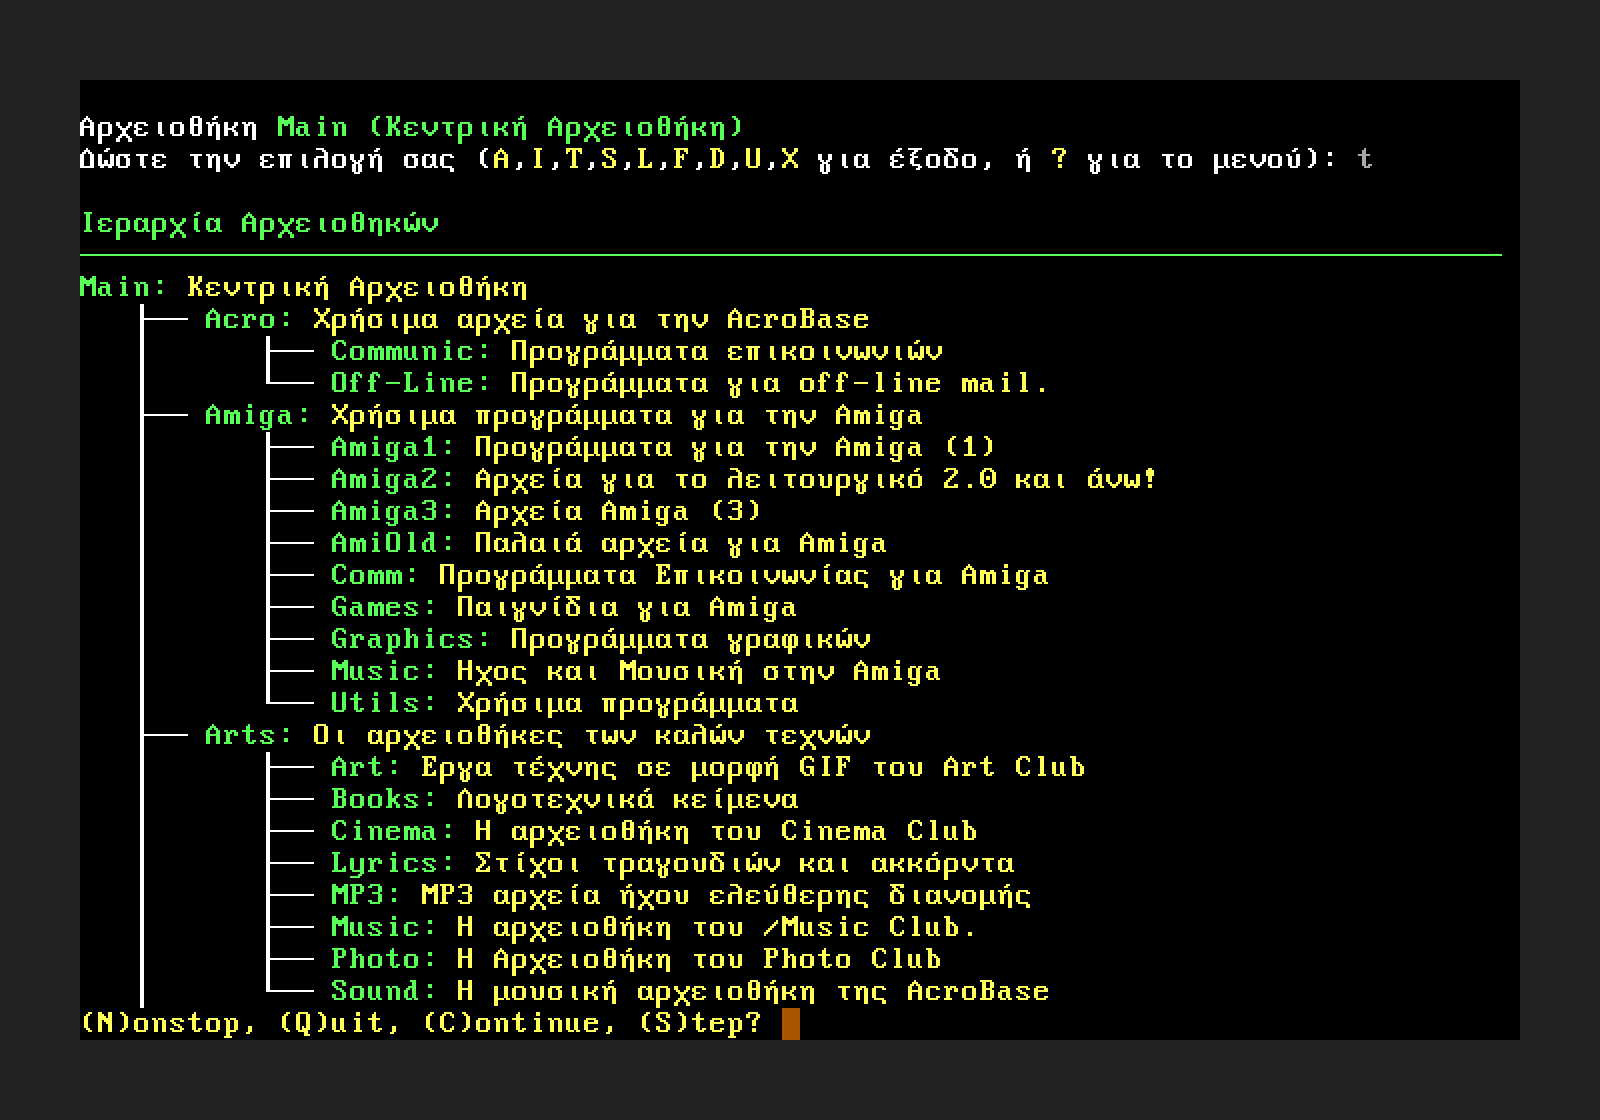 Αρχειοθήκη Main (Κεντρική Αρχειοθήκη)
Δώστε την επιλογή σας (A,I,T,S,L,F,D,U,X για έξοδο, ή ? για το μενού): t
Ιεραρχία Αρχειοθηκών
Main: Κεντρική Αρχειοθήκη
Acro: Χρήσιμα αρχεία για την AcroBase
Communic: Προγράμματα επικοινωνιών
Off-Line: Προγράμματα για off-line mail.
Amiga: Χρήσιμα προγράμματα για την Amiga
Amiga1: Προγράμματα για την Amiga (1)
Amiga2: Αρχεία για το λειτουργικό 2.0 και άνω!
Amiga3: Αρχεία Amiga (3)
AmiOld: Παλαιά αρχεία για Amiga
Comm: Προγράμματα Επικοινωνίας για Amiga
Games: Παιγνίδια για Amiga
Graphics: Προγράμματα γραφικών
Music: Ηχος και Μουσική στην Amiga
Utils: Χρήσιμα προγράμματα
Arts: Οι αρχειοθήκες των καλών τεχνών
Art: Εργα τέχνης σε μορφή GIF του Art Club
Books: Λογοτεχνικά κείμενα
Cinema: Η αρχειοθήκη του Cinema Club
Lyrics: Στίχοι τραγουδιών και ακκόρντα
MP3: MP3 αρχεία ήχου ελεύθερης διανομής
Music: Η αρχειοθήκη του /Music Club.
Photo: Η Αρχειοθήκη του Photo Club
Sound: Η μουσική αρχειοθήκη της AcroBase
(N)onstop, (Q)uit, (C)ontinue, (S)tep?